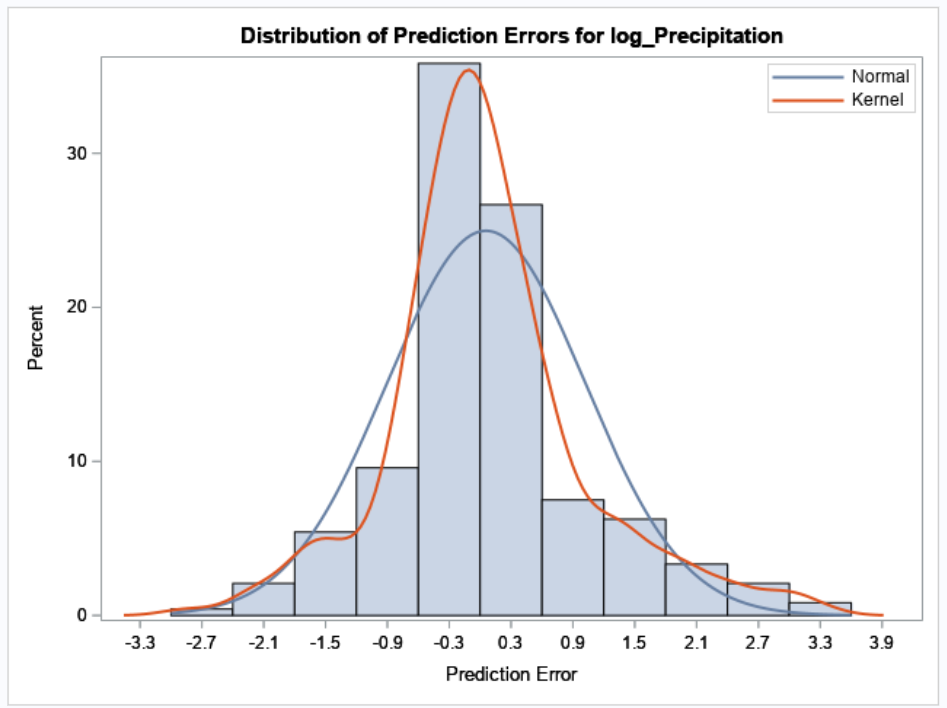 Distribution of Prediction Errors for log_Precipitation
Normal
Kernel
30
20
10
0
Percent
-3.3 -2.7 -2.1 -1.5 -0.9 -0.3 0.3 0.9 1.5 2.1 2.7 3.3 3.9
Prediction Error